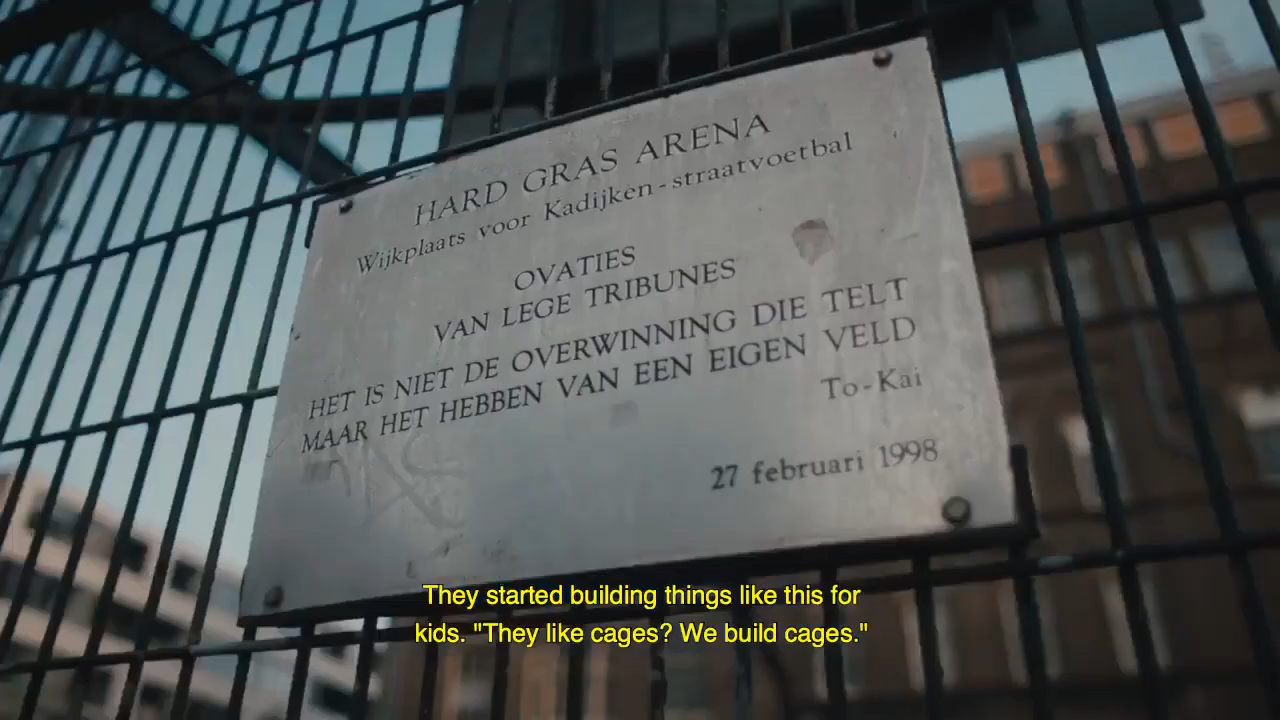 HARD GRAS ARENA
Wijkplaats voor Kadijken-straatvoetbal
OVATIES
VAN LEGE TRIBUNES
HET IS NIET DE OVERWINNING DIE TELT
MAAR HET HEBBEN VAN EEN EIGEN VELD
To-Kai
27 februari 1998
They started building things like this for
kids. "They like cages? We build cages."